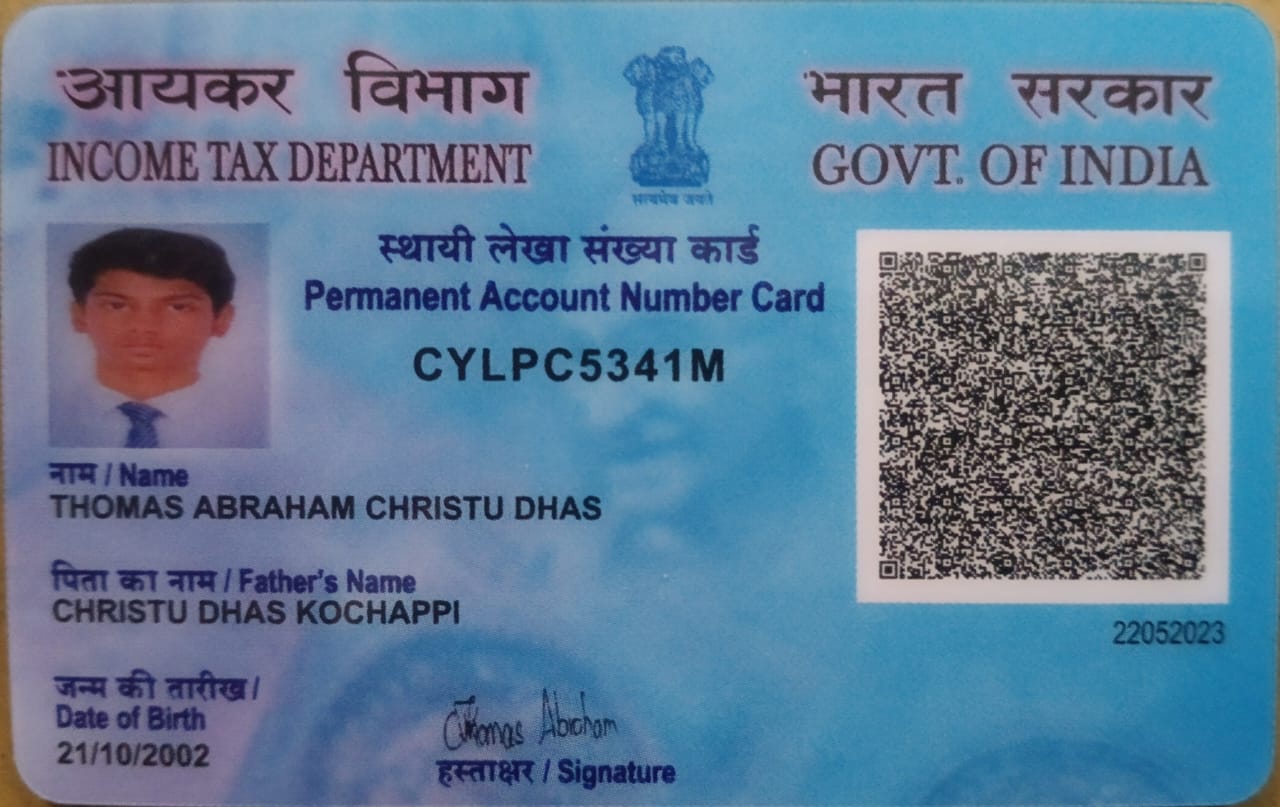 आयकर विभाग
INCOME TAX DEPARTMENT
सत्यमेव जयते
भारत सरकार
GOVT. OF INDIA
स्थायी लेखा संख्या कार्ड
Permanent Account Number Card
CYLPC5341M
नाम / Name
THOMAS ABRAHAM CHRISTU DHAS
पिता का नाम / Father's Name
CHRISTU DHAS KOCHAPPI
22052023
जन्म की तारीख /
Date of Birth
21/10/2002
Thomas Abraham
हस्ताक्षर / Signature